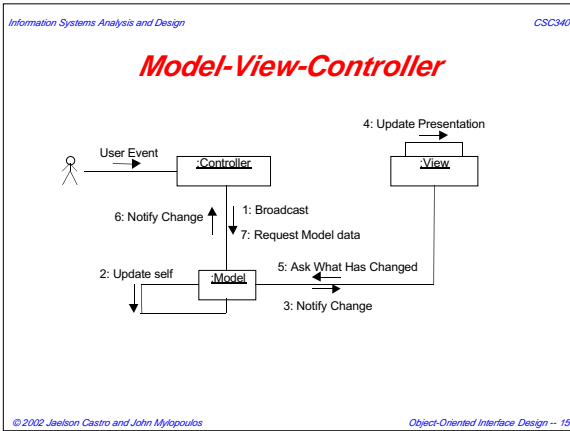 Information Systems Analysis and Design CSC340
Model-View-Controller
4: Update Presentation
User Event
:Controller
:View
6: Notify Change
1: Broadcast
7: Request Model data
5: Ask What Has Changed
2: Update self
:Model
3: Notify Change
© 2002 Jaelson Castro and John Mylopoulos Object-Oriented Interface Design -- 15